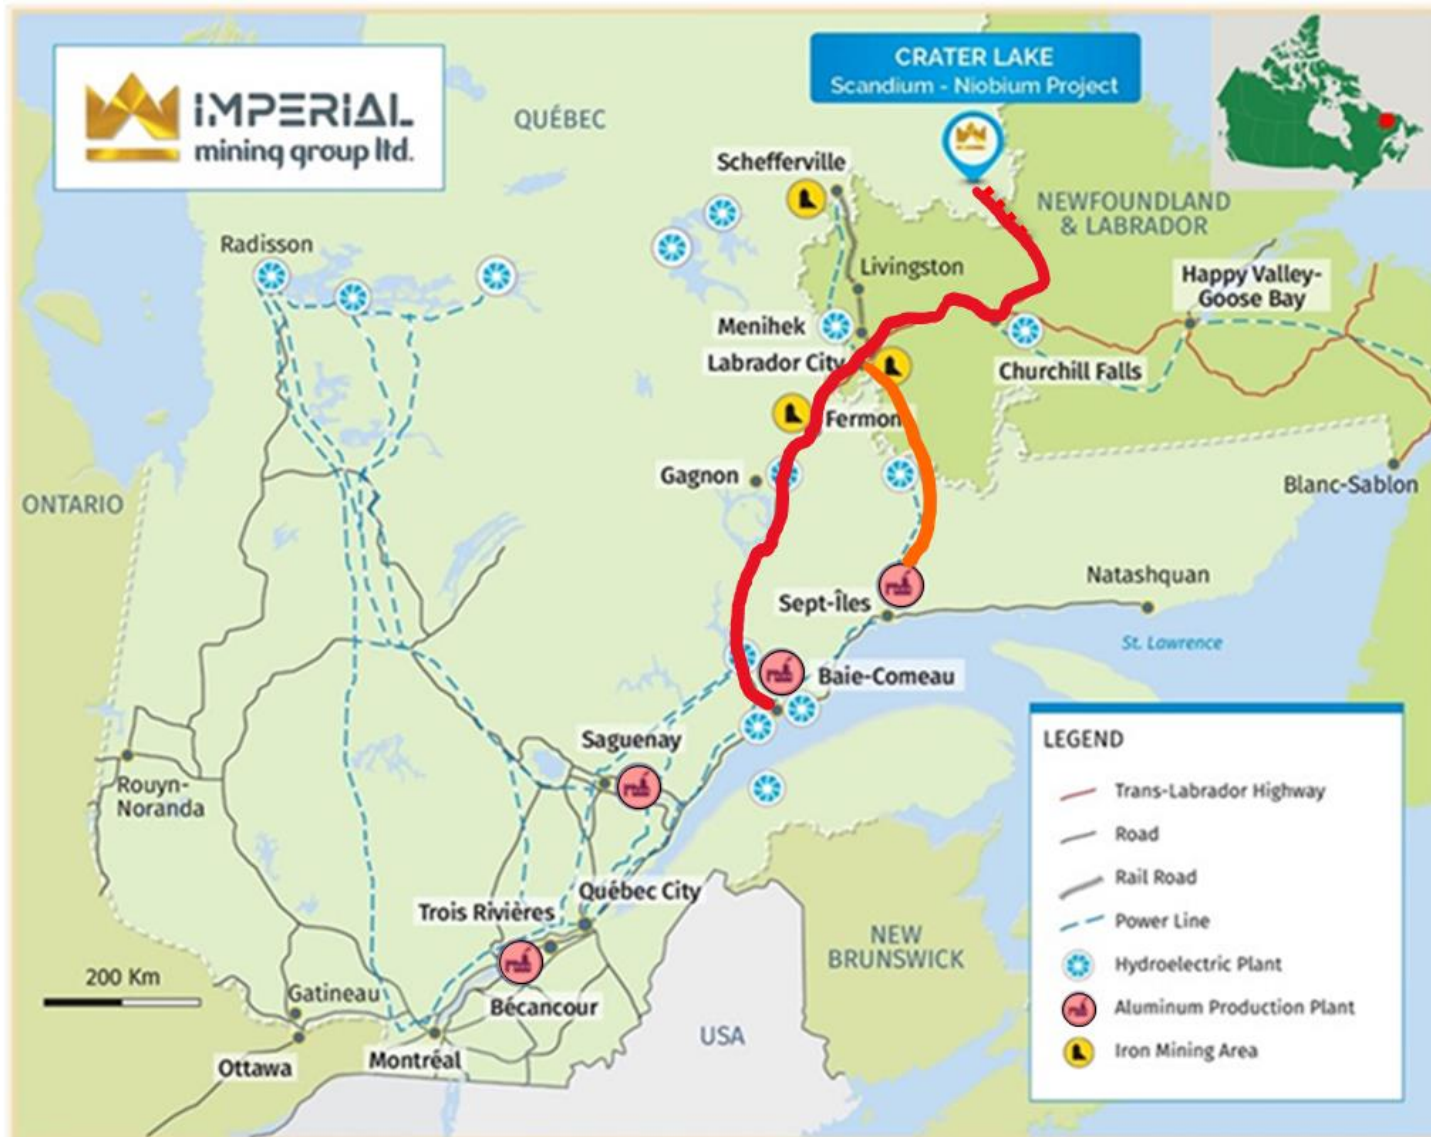 IMPERIAL
mining group ltd.
QUÉBEC
CRATER LAKE
Scandium - Niobium Project
Schefferville
NEWFOUNDLAND
& LABRADOR
Radisson
Livingston
Happy Valley-
Goose Bay
Menihek
Labrador City
Churchill Falls
Fermon
Gagnon
Blanc-Sablon
ONTARIO
Natashquan
Sept-Îles
St. Lawrence
Baie-Comeau
Saguenay
Rouyn-
Noranda
Québec City
Trois Rivières
NEW
BRUNSWICK
200 Km
Gatineau
Bécancour
USA
Ottawa
Montréal
LEGEND
Trans-Labrador Highway
Road
Rail Road
Power Line
Hydroelectric Plant
Aluminum Production Plant
Iron Mining Area